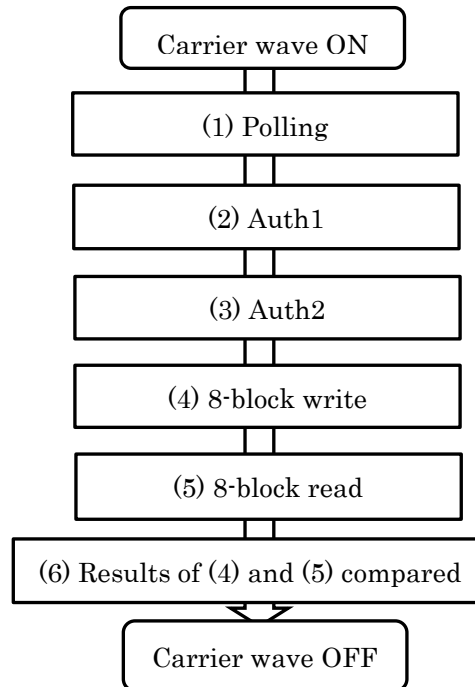 Carrier wave ON
(1) Polling
(2) Auth1
(3) Auth2
(4) 8-block write
(5) 8-block read
(6) Results of (4) and (5) compared
Carrier wave OFF